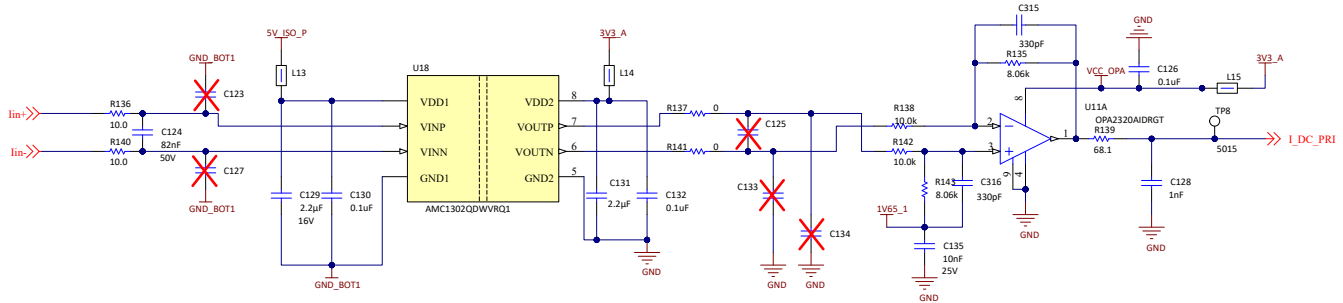 C315
330pF
5V_ISO_P
3V3_A
GND
R135
8.06k
GND_BOT1
L13
U18
L14
VCC_OPA
C126
0.1uF
3V3_A
L15
C123
VDD1
VDD2
8
8
Iin+
R136
10.0
R137
0
R138
10.0k
U11A
OPA2320AIDRGT
TP8
C124
82nF
50V
VINP
VOUTP
7
C125
2
1
R139
68.1
5015
I_DC_PRI
Iin-
R140
10.0
VINN
VOUTN
6
R141
0
R142
10.0k
3
C127
GND1
GND2
5
9
4
C129
2.2µF
16V
C130
0.1uF
C131
2.2µF
C132
0.1uF
C133
R143
8.06k
C316
330pF
C128
1nF
GND_BOT1
AMC1302QDWVRQ1
1V65_1
GND
C134
C135
10nF
25V
GND
GND
GND_BOT1
GND
GND
GND